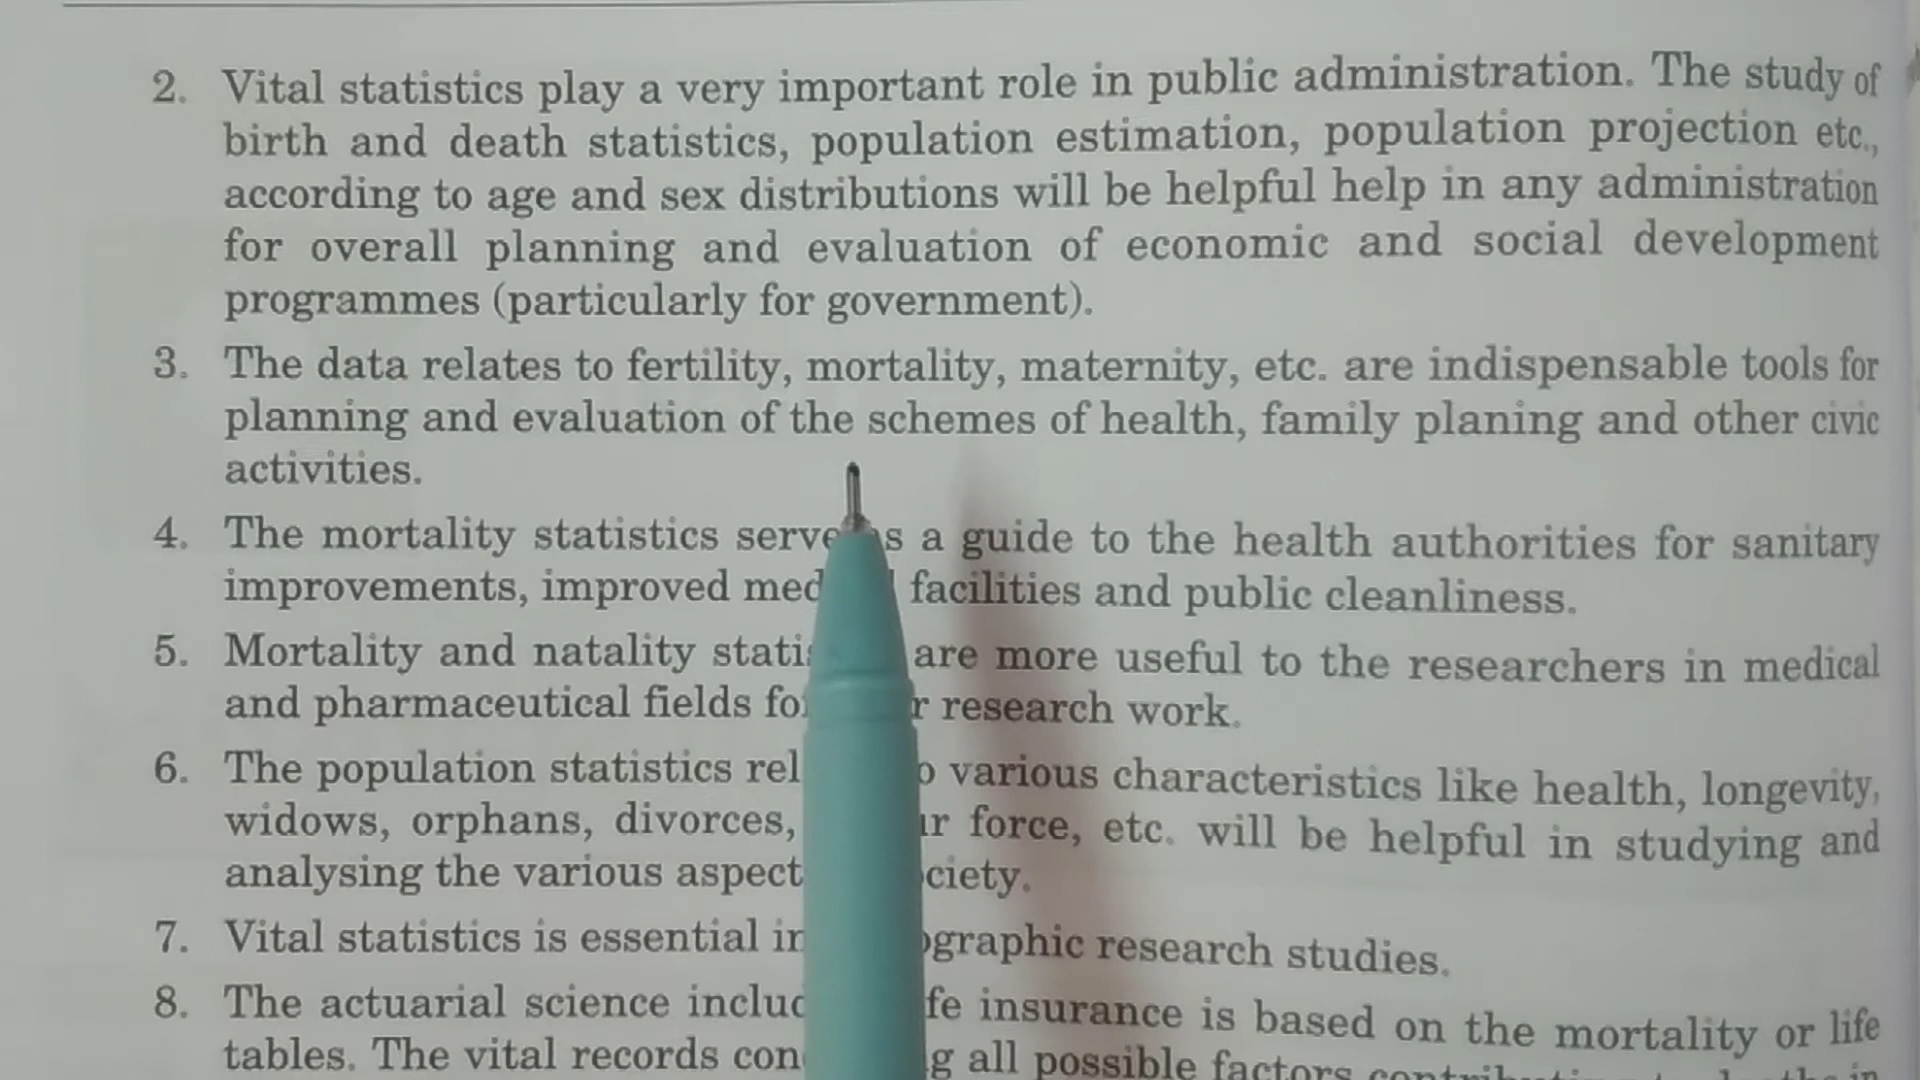 2. Vital statistics play a very important role in public administration. The study of
birth and death statistics, population estimation, population projection etc.,
according to age and sex distributions will be helpful help in any administration
for overall planning and evaluation of economic and social development
programmes (particularly for government).
3. The data relates to fertility, mortality, maternity, etc. are indispensable tools for
planning and evaluation of the schemes of health, family planing and other civic
activities.
4. The mortality statistics serve as a guide to the health authorities for sanitary
improvements, improved med facilities and public cleanliness.
5. Mortality and natality stati are more useful to the researchers in medical
and pharmaceutical fields fo r research work.
6. The population statistics rel o various characteristics like health, longevity,
widows, orphans, divorces, ur force, etc. will be helpful in studying and
analysing the various aspect ciety.
7. Vital statistics is essential in ographic research studies.
8. The actuarial science includ fe insurance is based on the mortality or life
tables. The vital records con g all possible factors